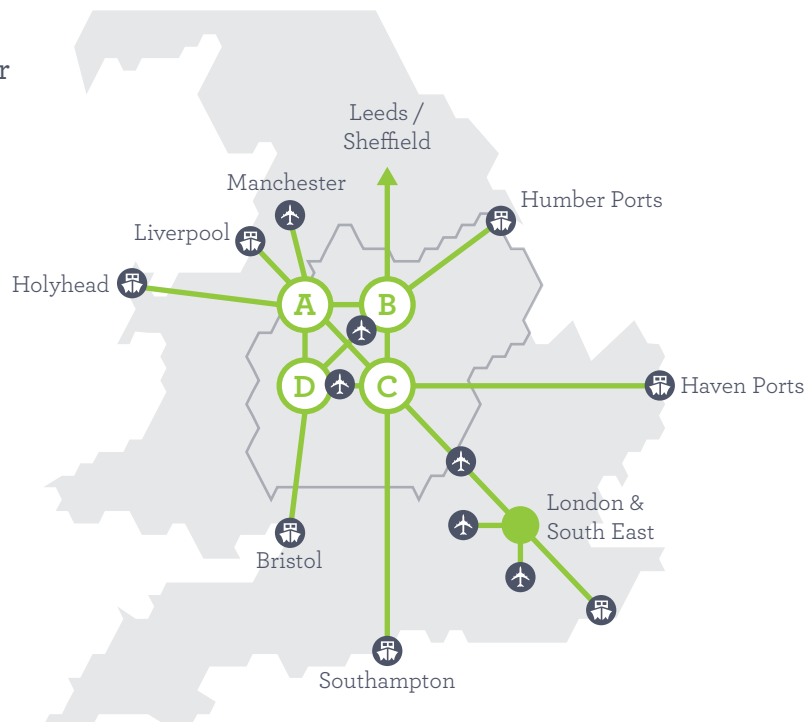 r
Leeds /
Sheffield
Manchester
Humber Ports
Liverpool
Holyhead
A
B
D
C
Haven Ports
London &
South East
Bristol
Southampton